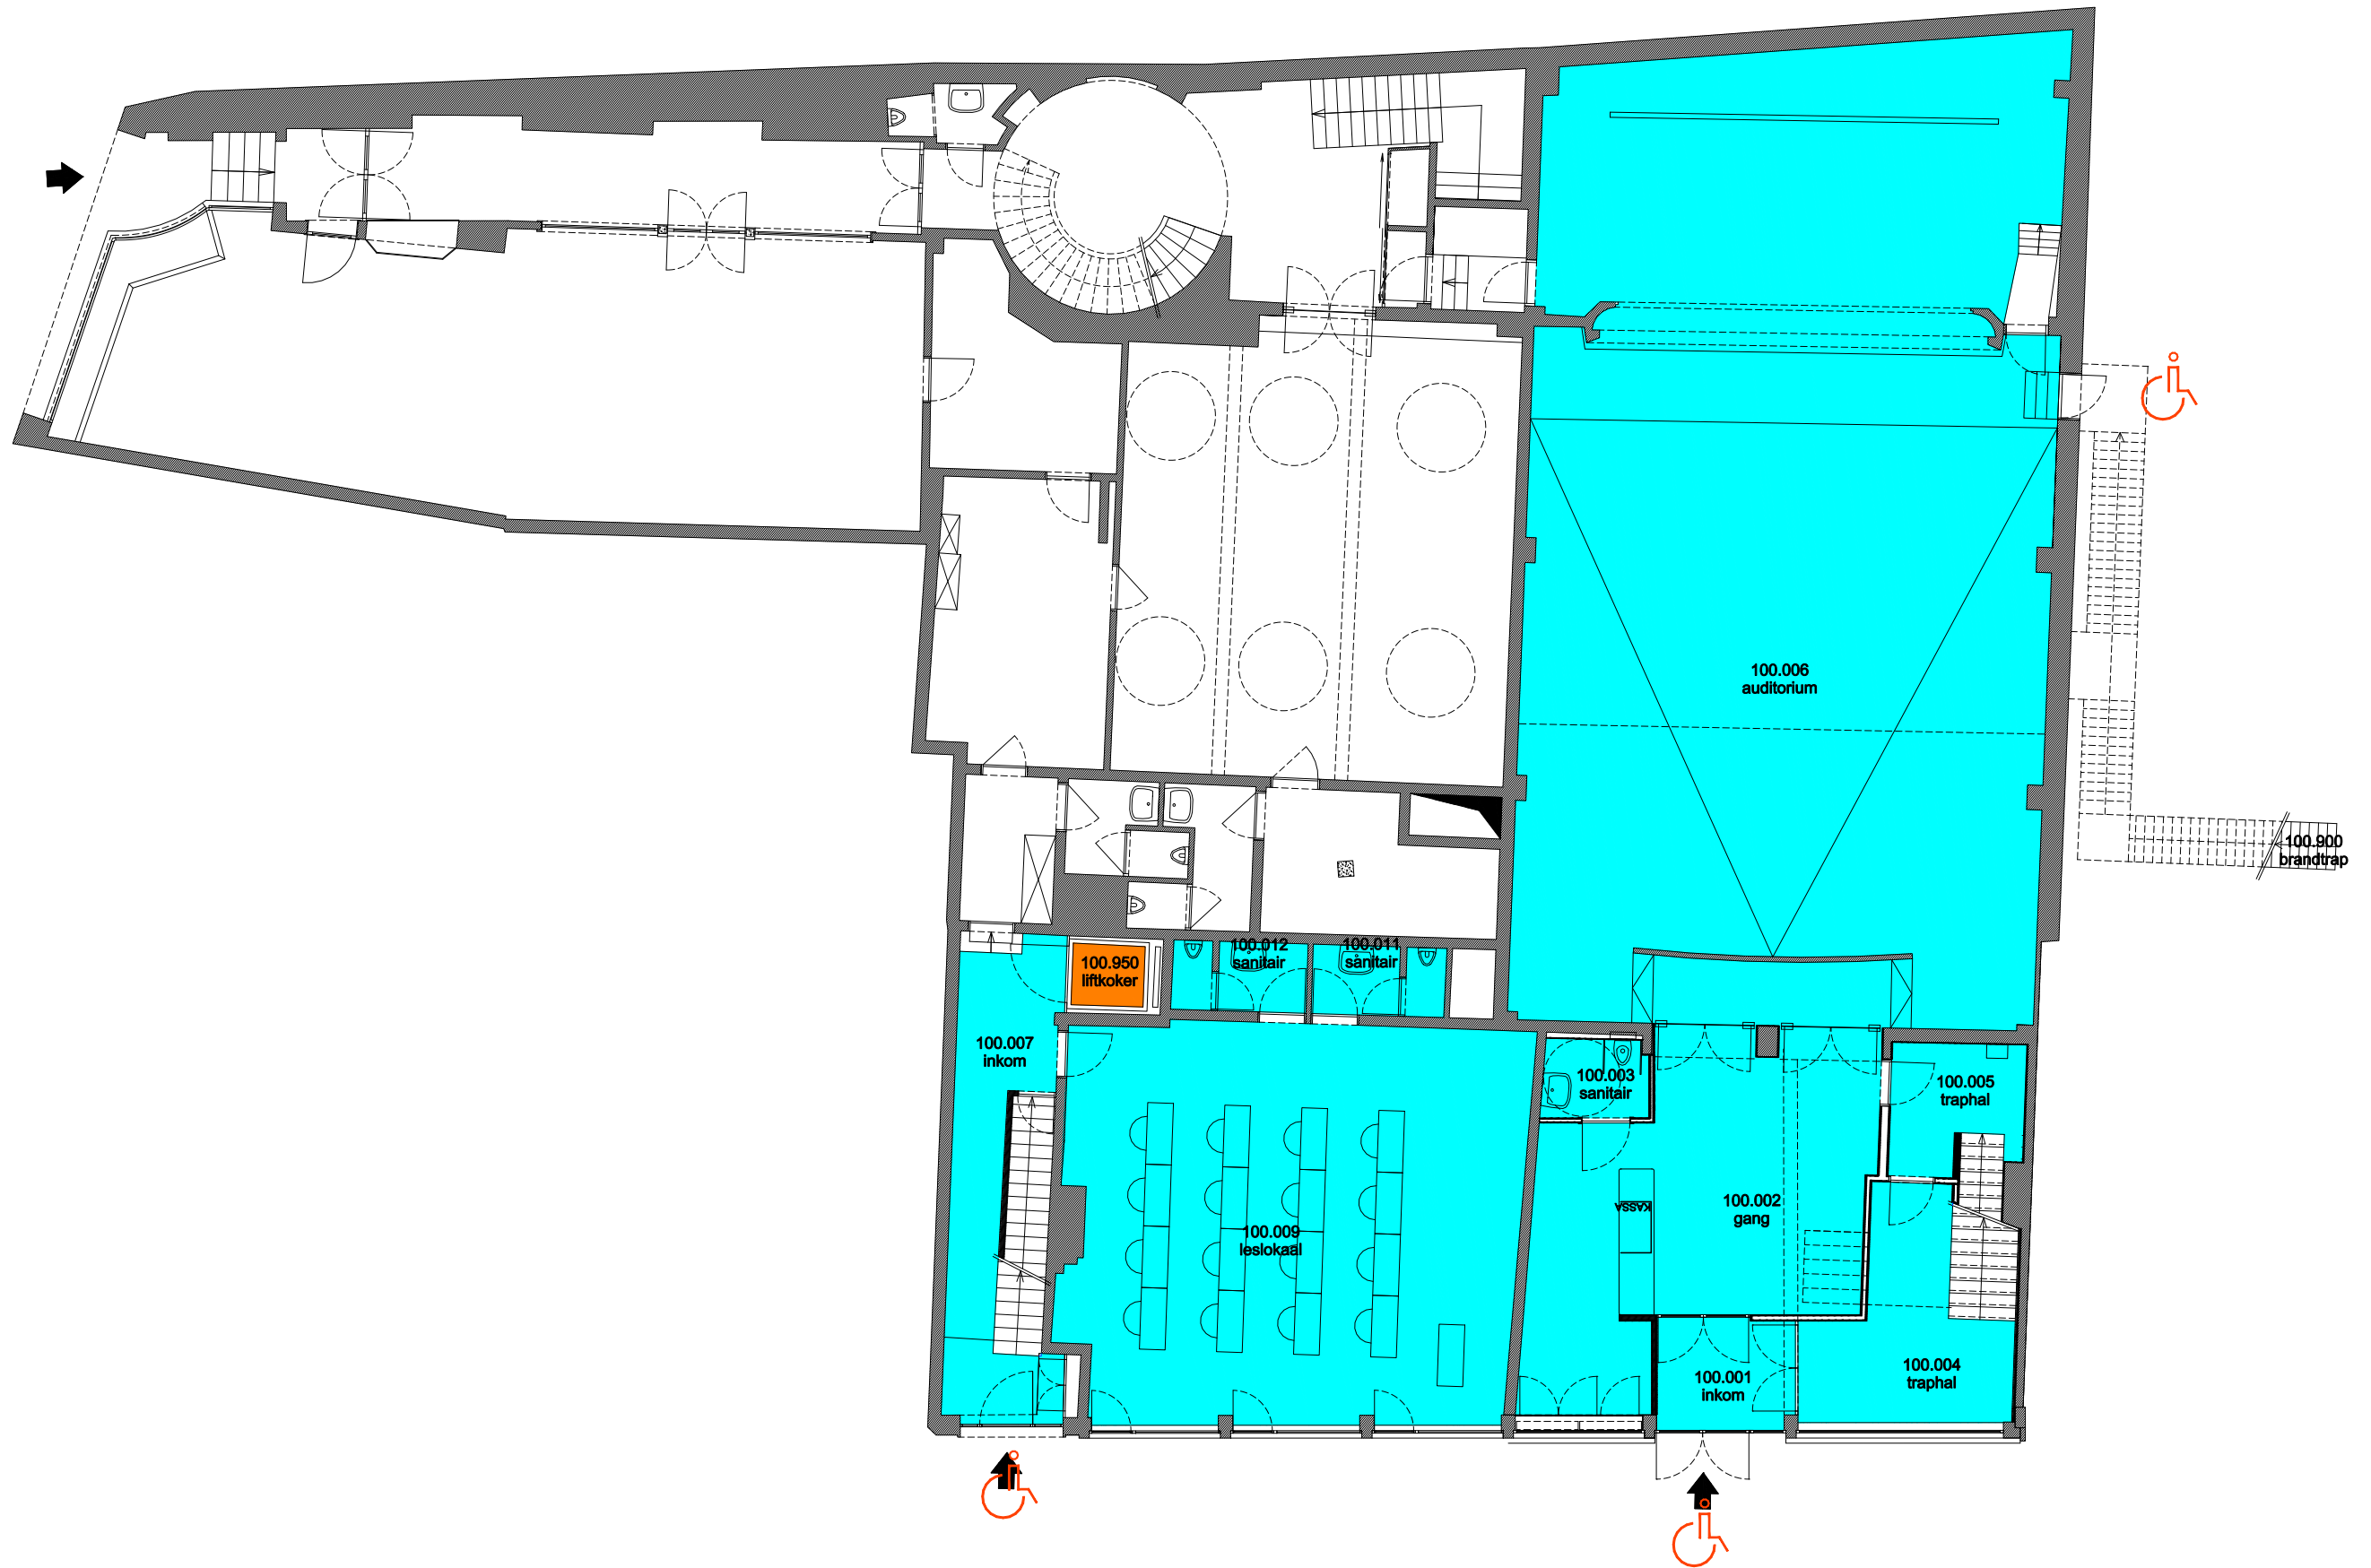 100.006
auditorium
100.900
brandtrap
100.012
sanitair
100.011
sanitair
100.950
liftkoker
100.007
inkom
100.003
sanitair
100.005
traphal
100.002
gang
KASSA
100.009
leslokaal
100.001
inkom
100.004
traphal